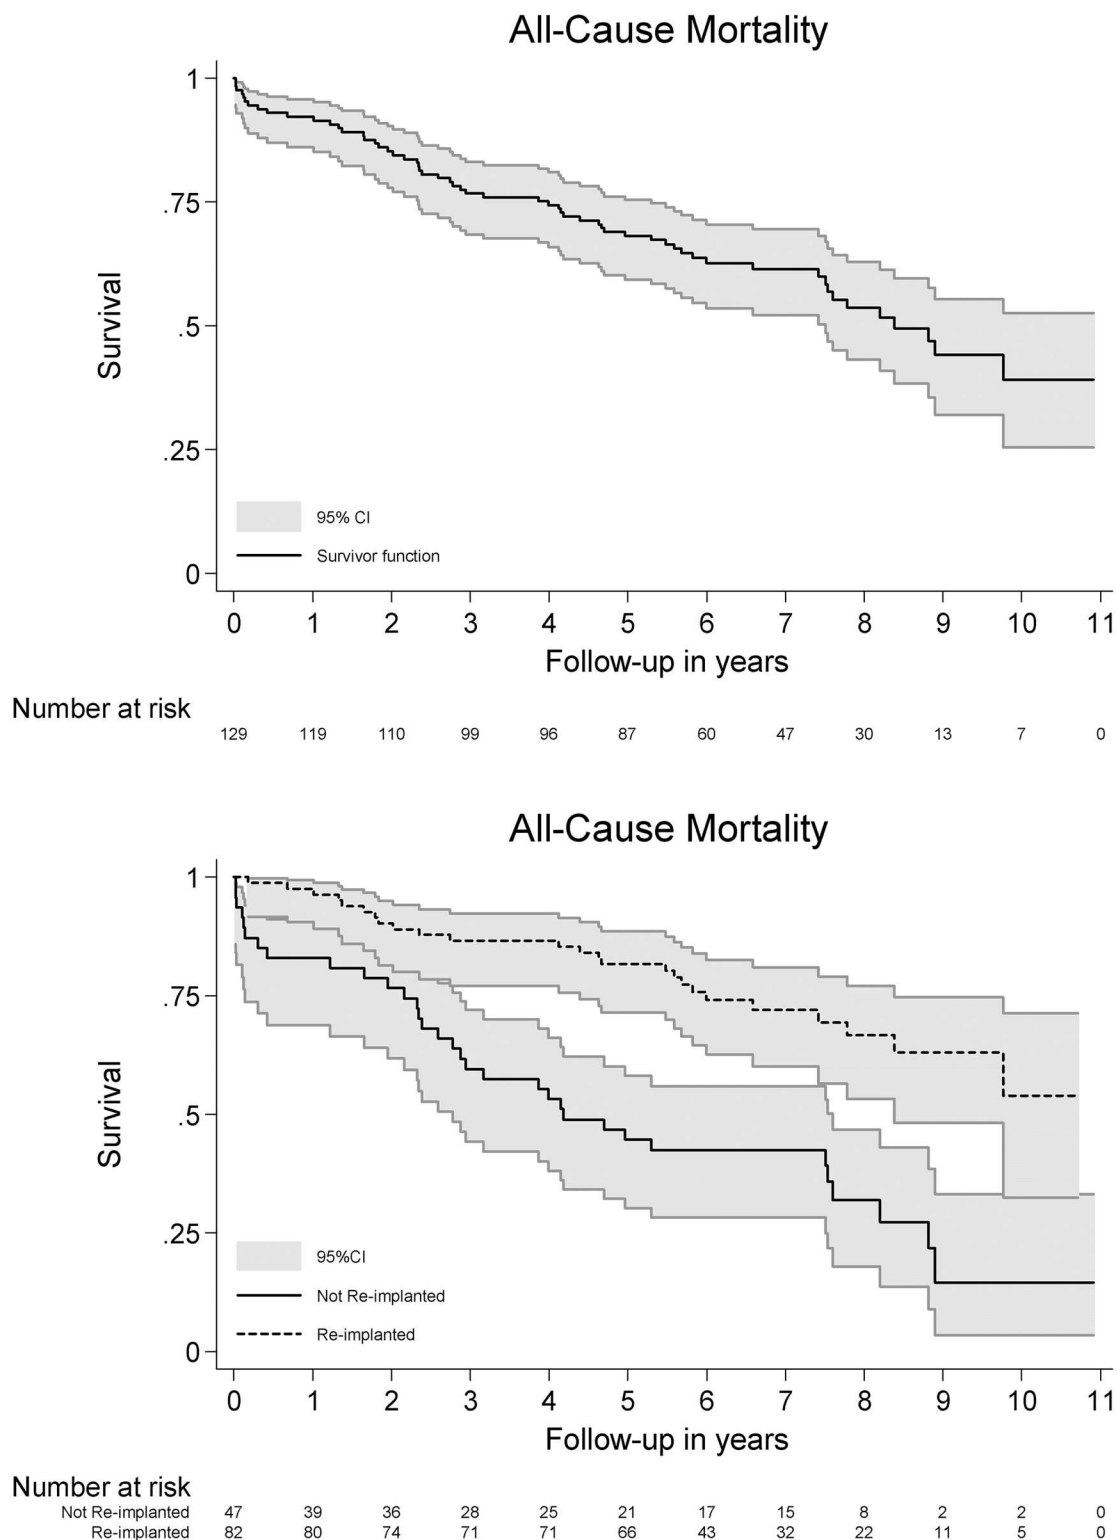 All-Cause Mortality
1
.75
.5
.25
0
Survival
95% CI
Survivor function
0 1 2 3 4 5 6 7 8 9 10 11
Follow-up in years
Number at risk
129 119 110 99 96 87 60 47 30 13 7 0
All-Cause Mortality
1
.75
.5
.25
0
Survival
95%CI
Not Re-implanted
Re-implanted
0 1 2 3 4 5 6 7 8 9 10 11
Follow-up in years
Number at risk
Not Re-implanted 47 39 36 28 25 21 17 15 8 2 2 0
Re-implanted 82 80 74 71 71 66 43 32 22 11 5 0